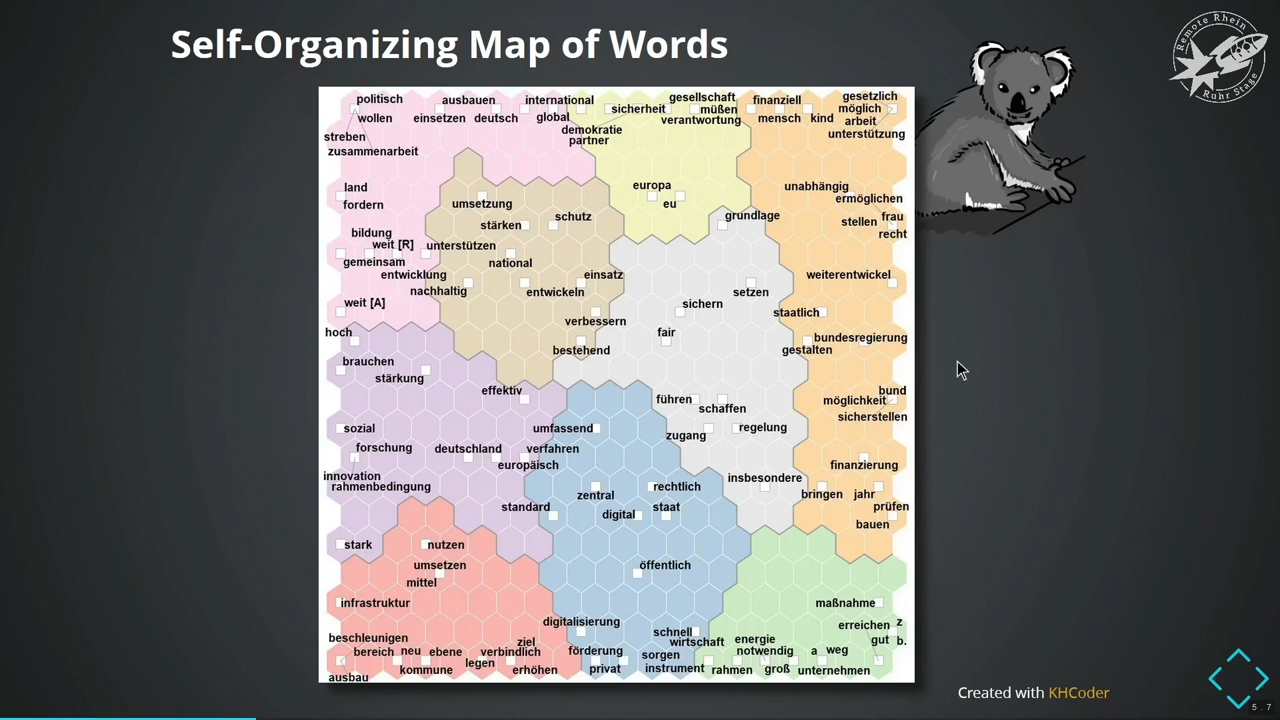 Self-Organizing Map of Words
Remote Rhein
Ruhr Stage
politisch
wollen
streben
zusammenarbeit
ausbauen
einsetzen
deutsch
international
global
demokratie
partner
sicherheit
gesellschaft
müßen
verantwortung
finanziell
mensch
kind
gesetzlich
möglich
arbeit
unterstützung
land
fordern
umsetzung
stärken
schutz
europa
eu
grundlage
unabhängig
ermöglichen
stellen
frau
recht
bildung
weit [R]
gemeinsam
unterstützen
national
entwicklung
nachhaltig
einsatz
entwickeln
weiterentwickel
setzen
sichern
staatlich
weit [A]
verbessern
hoch
fair
bestehend
bundesregierung
gestalten
brauchen
stärkung
effektiv
führen
schaffen
bund
möglichkeit
sicherstellen
sozial
umfassend
zugang
regelung
forschung
deutschland
verfahren
europäisch
finanzierung
innovation
rahmenbedingung
zentral
rechtlich
insbesondere
bringen
jahr
prüfen
bauen
standard
digital
staat
stark
nutzen
umsetzen
mittel
öffentlich
infrastruktur
maßnahme
erreichen
z
gut
b.
digitalisierung
schnell
wirtschaft
energie
notwendig
a
weg
beschleunigen
bereich
neu
ebene
ziel
verbindlich
förderung
sorgen
legen
kommune
erhöhen
privat
instrument
rahmen
groß
unternehmen
ausbau
Created with KHCoder
5.7